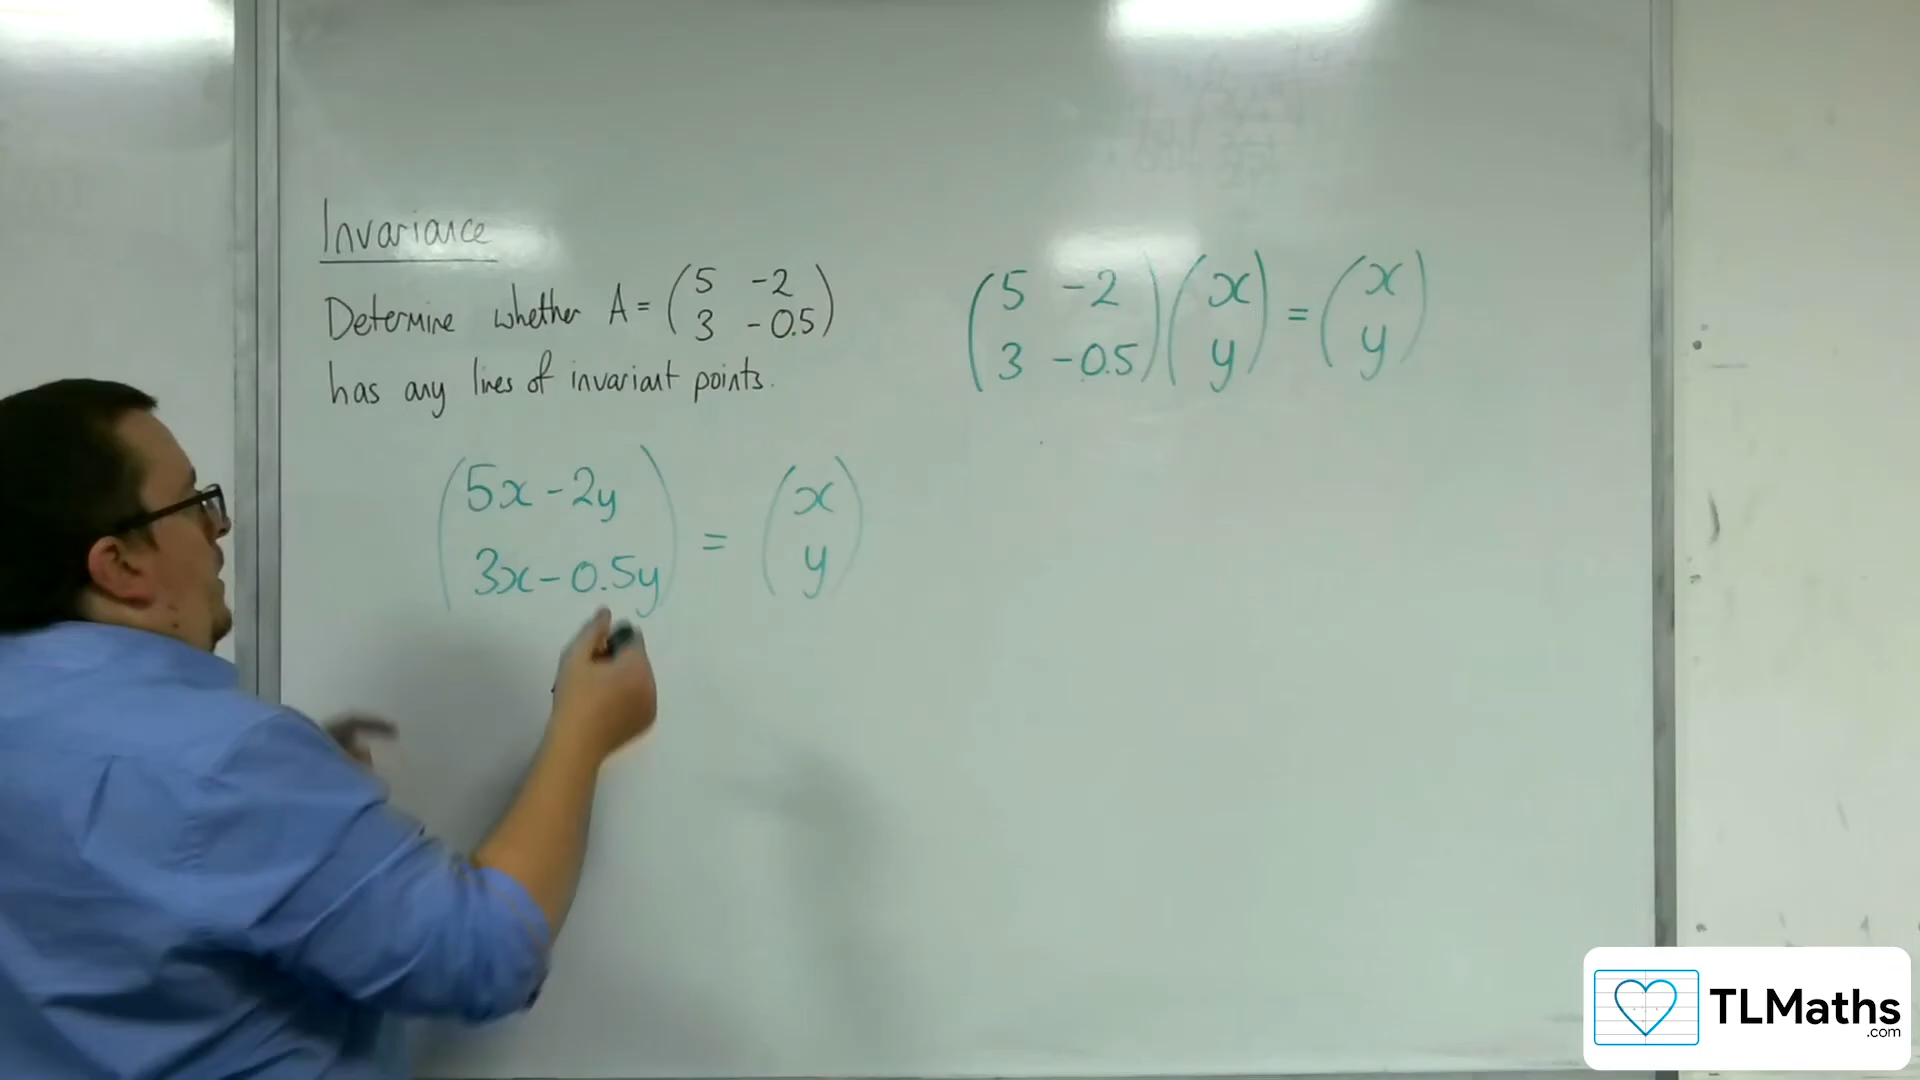 Invariance
Determine whether A = (5 -2
3 -0.5)
has any lines of invariant points.
(5 -2
3 -0.5) (x
y) = (x
y)
(5x - 2y
3x - 0.5y) = (x
y)
TLMaths
.com